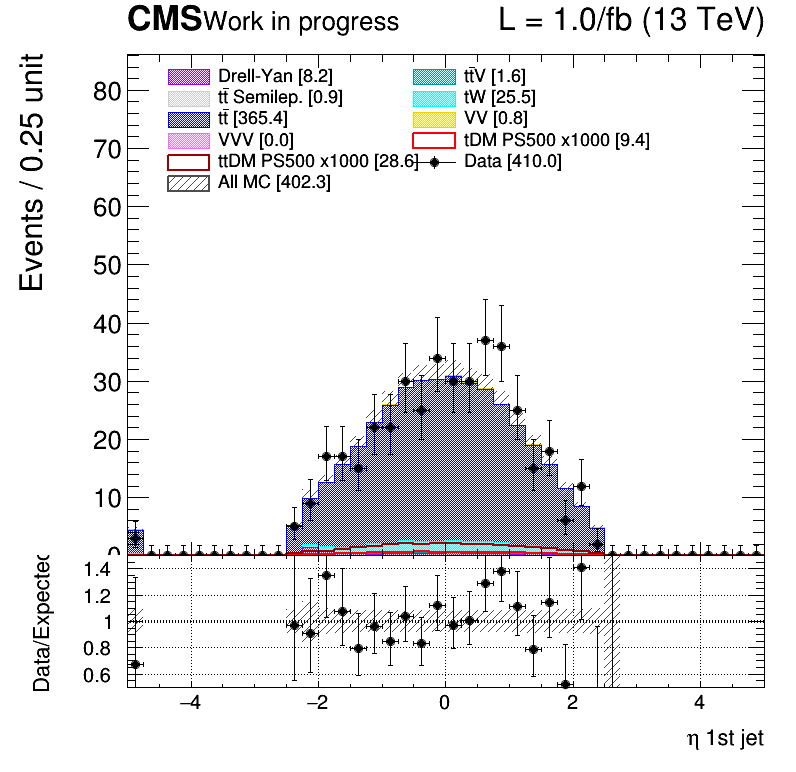 CMS Work in progress L = 1.0/fb (13 TeV)
Events / 0.25 unit
Drell-Yan [8.2] tt̄V [1.6]
tt̄ Semilep. [0.9] tW [25.5]
tt̄ [365.4] VV [0.8]
VVV [0.0] tDM PS500 x1000 [9.4]
ttDM PS500 x1000 [28.6] Data [410.0]
All MC [402.3]
80
70
60
50
40
30
20
10
0
Data/Expected
1.4
1.2
1
0.8
0.6
−4 −2 0 2 4
η 1st jet